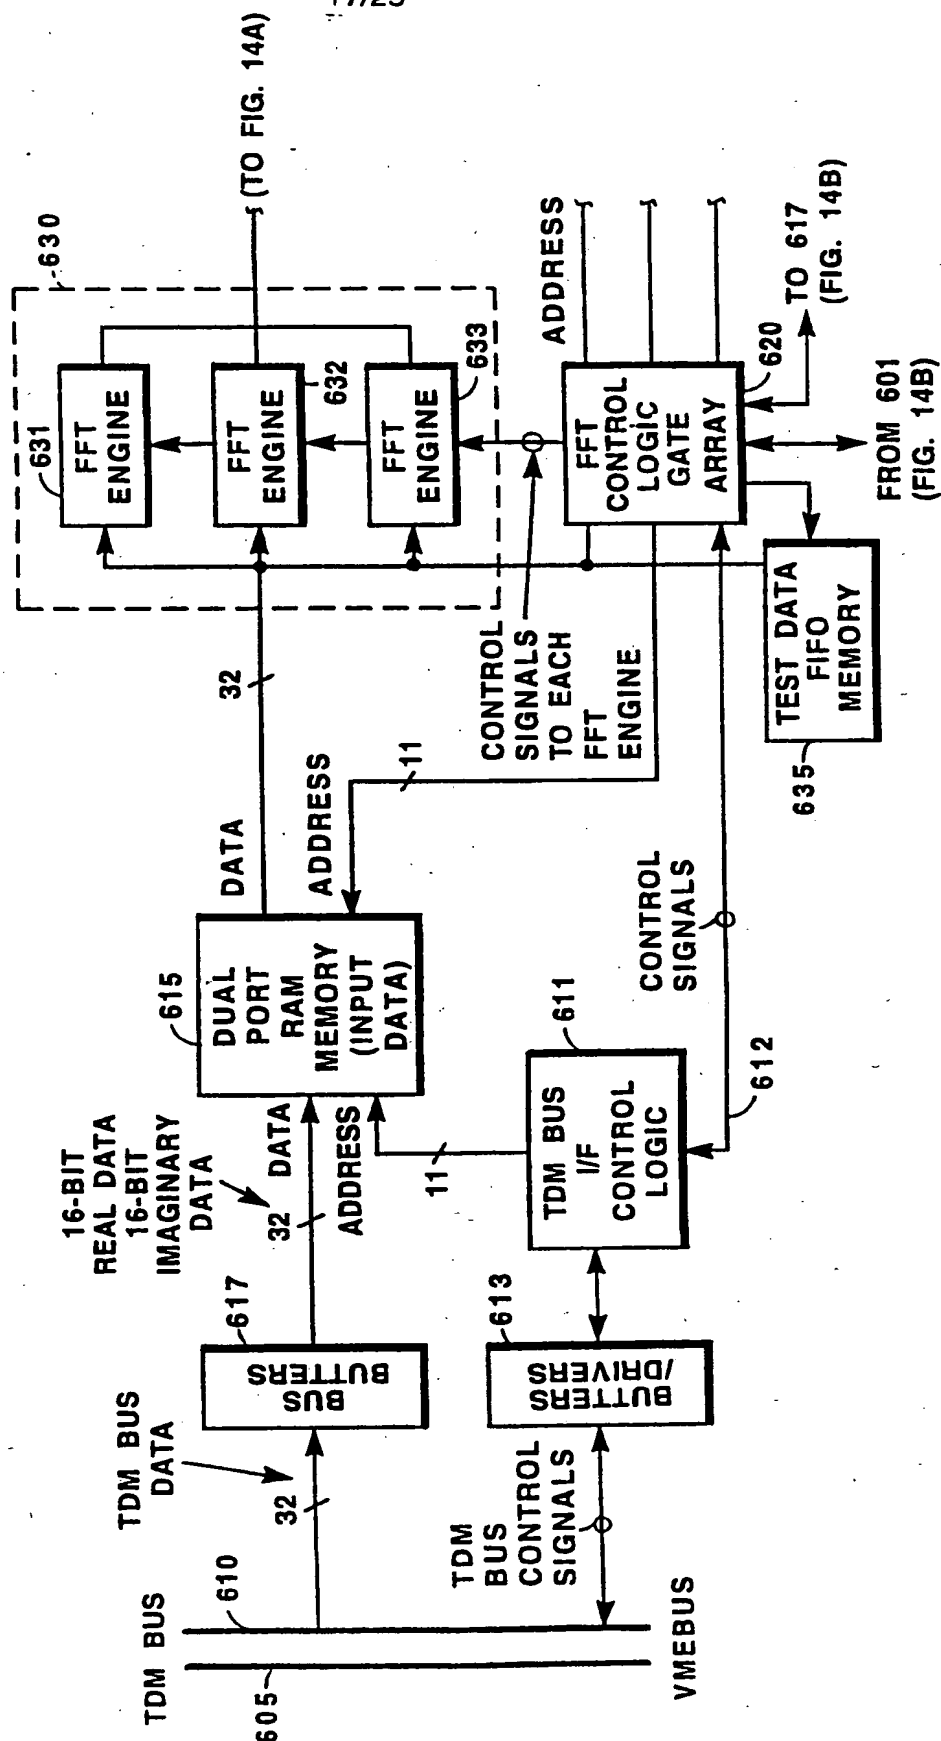 17/25
TDM BUS
605
610
VMEBUS
TDM BUS
DATA
32
TDM
BUS
CONTROL
SIGNALS
617
BUS
BUTTERS
613
BUTTERS
/DRIVERS
16-BIT
REAL DATA
16-BIT
IMAGINARY
DATA
32
DATA
ADDRESS
11
615
DUAL
PORT
RAM
MEMORY
(INPUT
DATA)
611
TDM BUS
I/F
CONTROL
LOGIC
612
CONTROL
SIGNALS
DATA
ADDRESS
32
11
CONTROL
SIGNALS
TO EACH
FFT
ENGINE
630
631
FFT
ENGINE
FFT
ENGINE
632
FFT
ENGINE
633
(TO FIG. 14A)
FFT
CONTROL
LOGIC
GATE
ARRAY
620
ADDRESS
TO 617
(FIG. 14B)
FROM 601
(FIG. 14B)
TEST DATA
FIFO
MEMORY
635